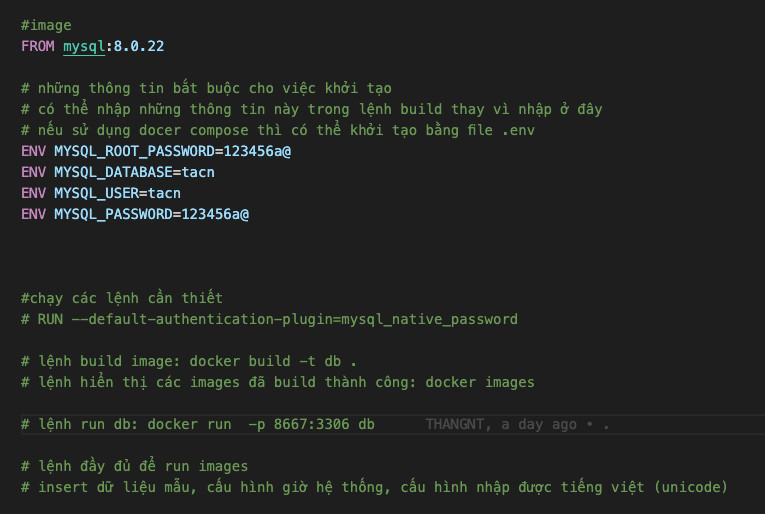 #image
FROM mysql:8.0.22
# những thông tin bắt buộc cho việc khởi tạo
# có thể nhập những thông tin này trong lệnh build thay vì nhập ở đây
# nếu sử dụng docer compose thì có thể khởi tạo bằng file .env
ENV MYSQL_ROOT_PASSWORD=123456a@
ENV MYSQL_DATABASE=tacn
ENV MYSQL_USER=tacn
ENV MYSQL_PASSWORD=123456a@
#chạy các lệnh cần thiết
# RUN --default-authentication-plugin=mysql_native_password
# lệnh build image: docker build -t db .
# lệnh hiển thị các images đã build thành công: docker images
# lệnh run db: docker run  -p 8667:3306 db THANGNT, a day ago • .
# lệnh đầy đủ để run images
# insert dữ liệu mẫu, cấu hình giờ hệ thống, cấu hình nhập được tiếng việt (unicode)